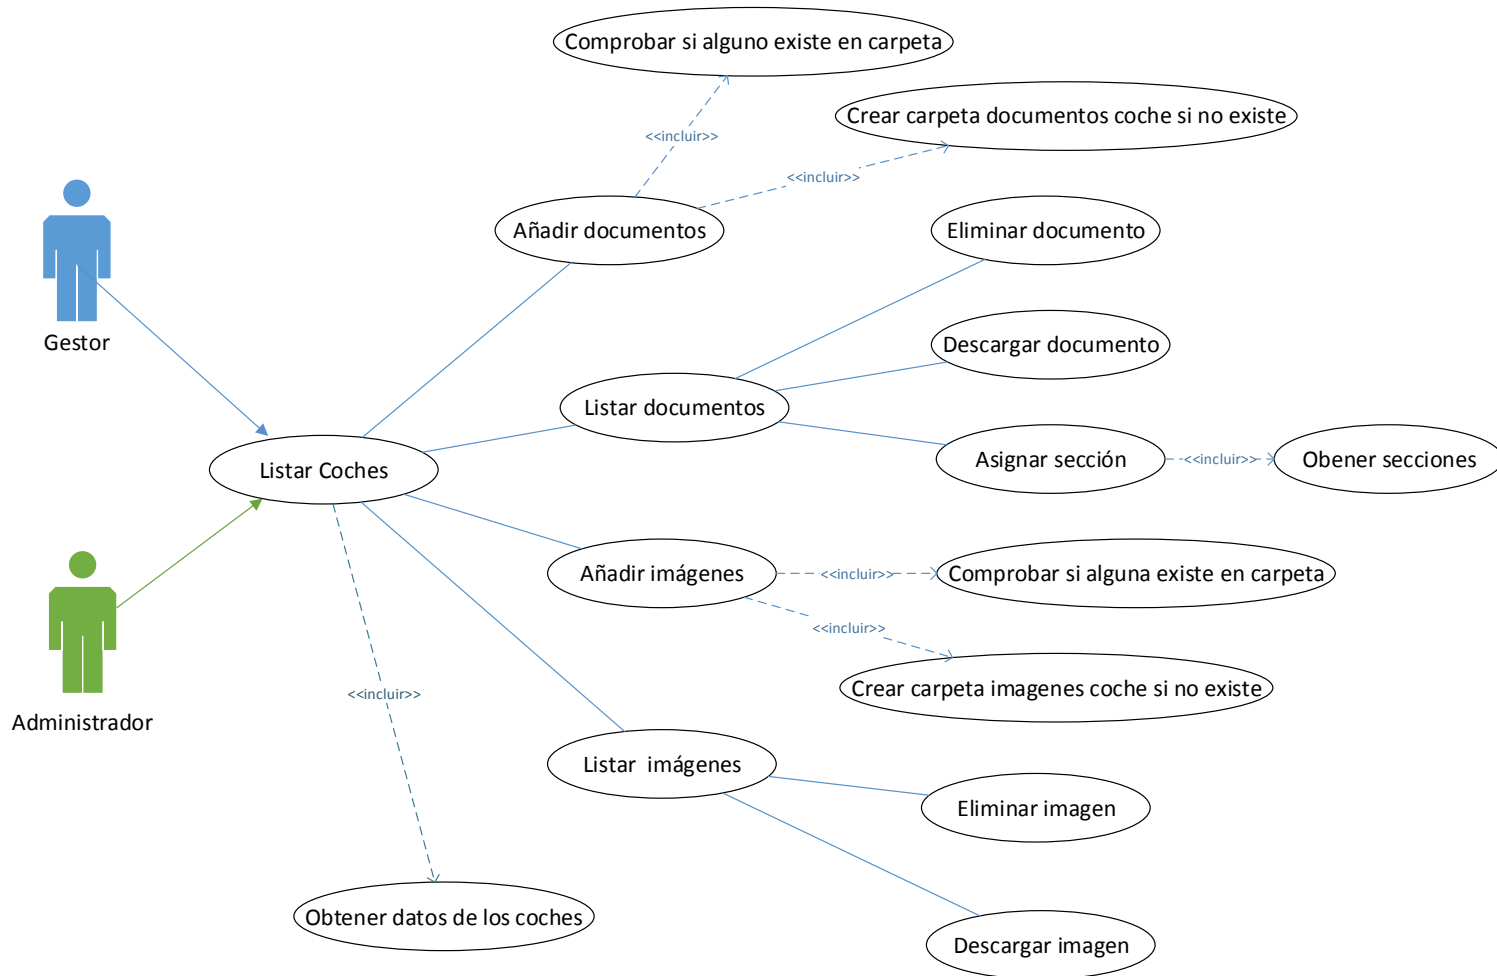 Comprobar si alguno existe en carpeta
Crear carpeta documentos coche si no existe
<<incluir>>
<<incluir>>
Añadir documentos
Eliminar documento
Gestor
Descargar documento
Listar documentos
Listar Coches
Asignar sección
<<incluir>>
Obener secciones
Añadir imágenes
<<incluir>>
Comprobar si alguna existe en carpeta
<<incluir>>
Crear carpeta imagenes coche si no existe
<<incluir>>
Administrador
Listar  imágenes
Eliminar imagen
Obtener datos de los coches
Descargar imagen